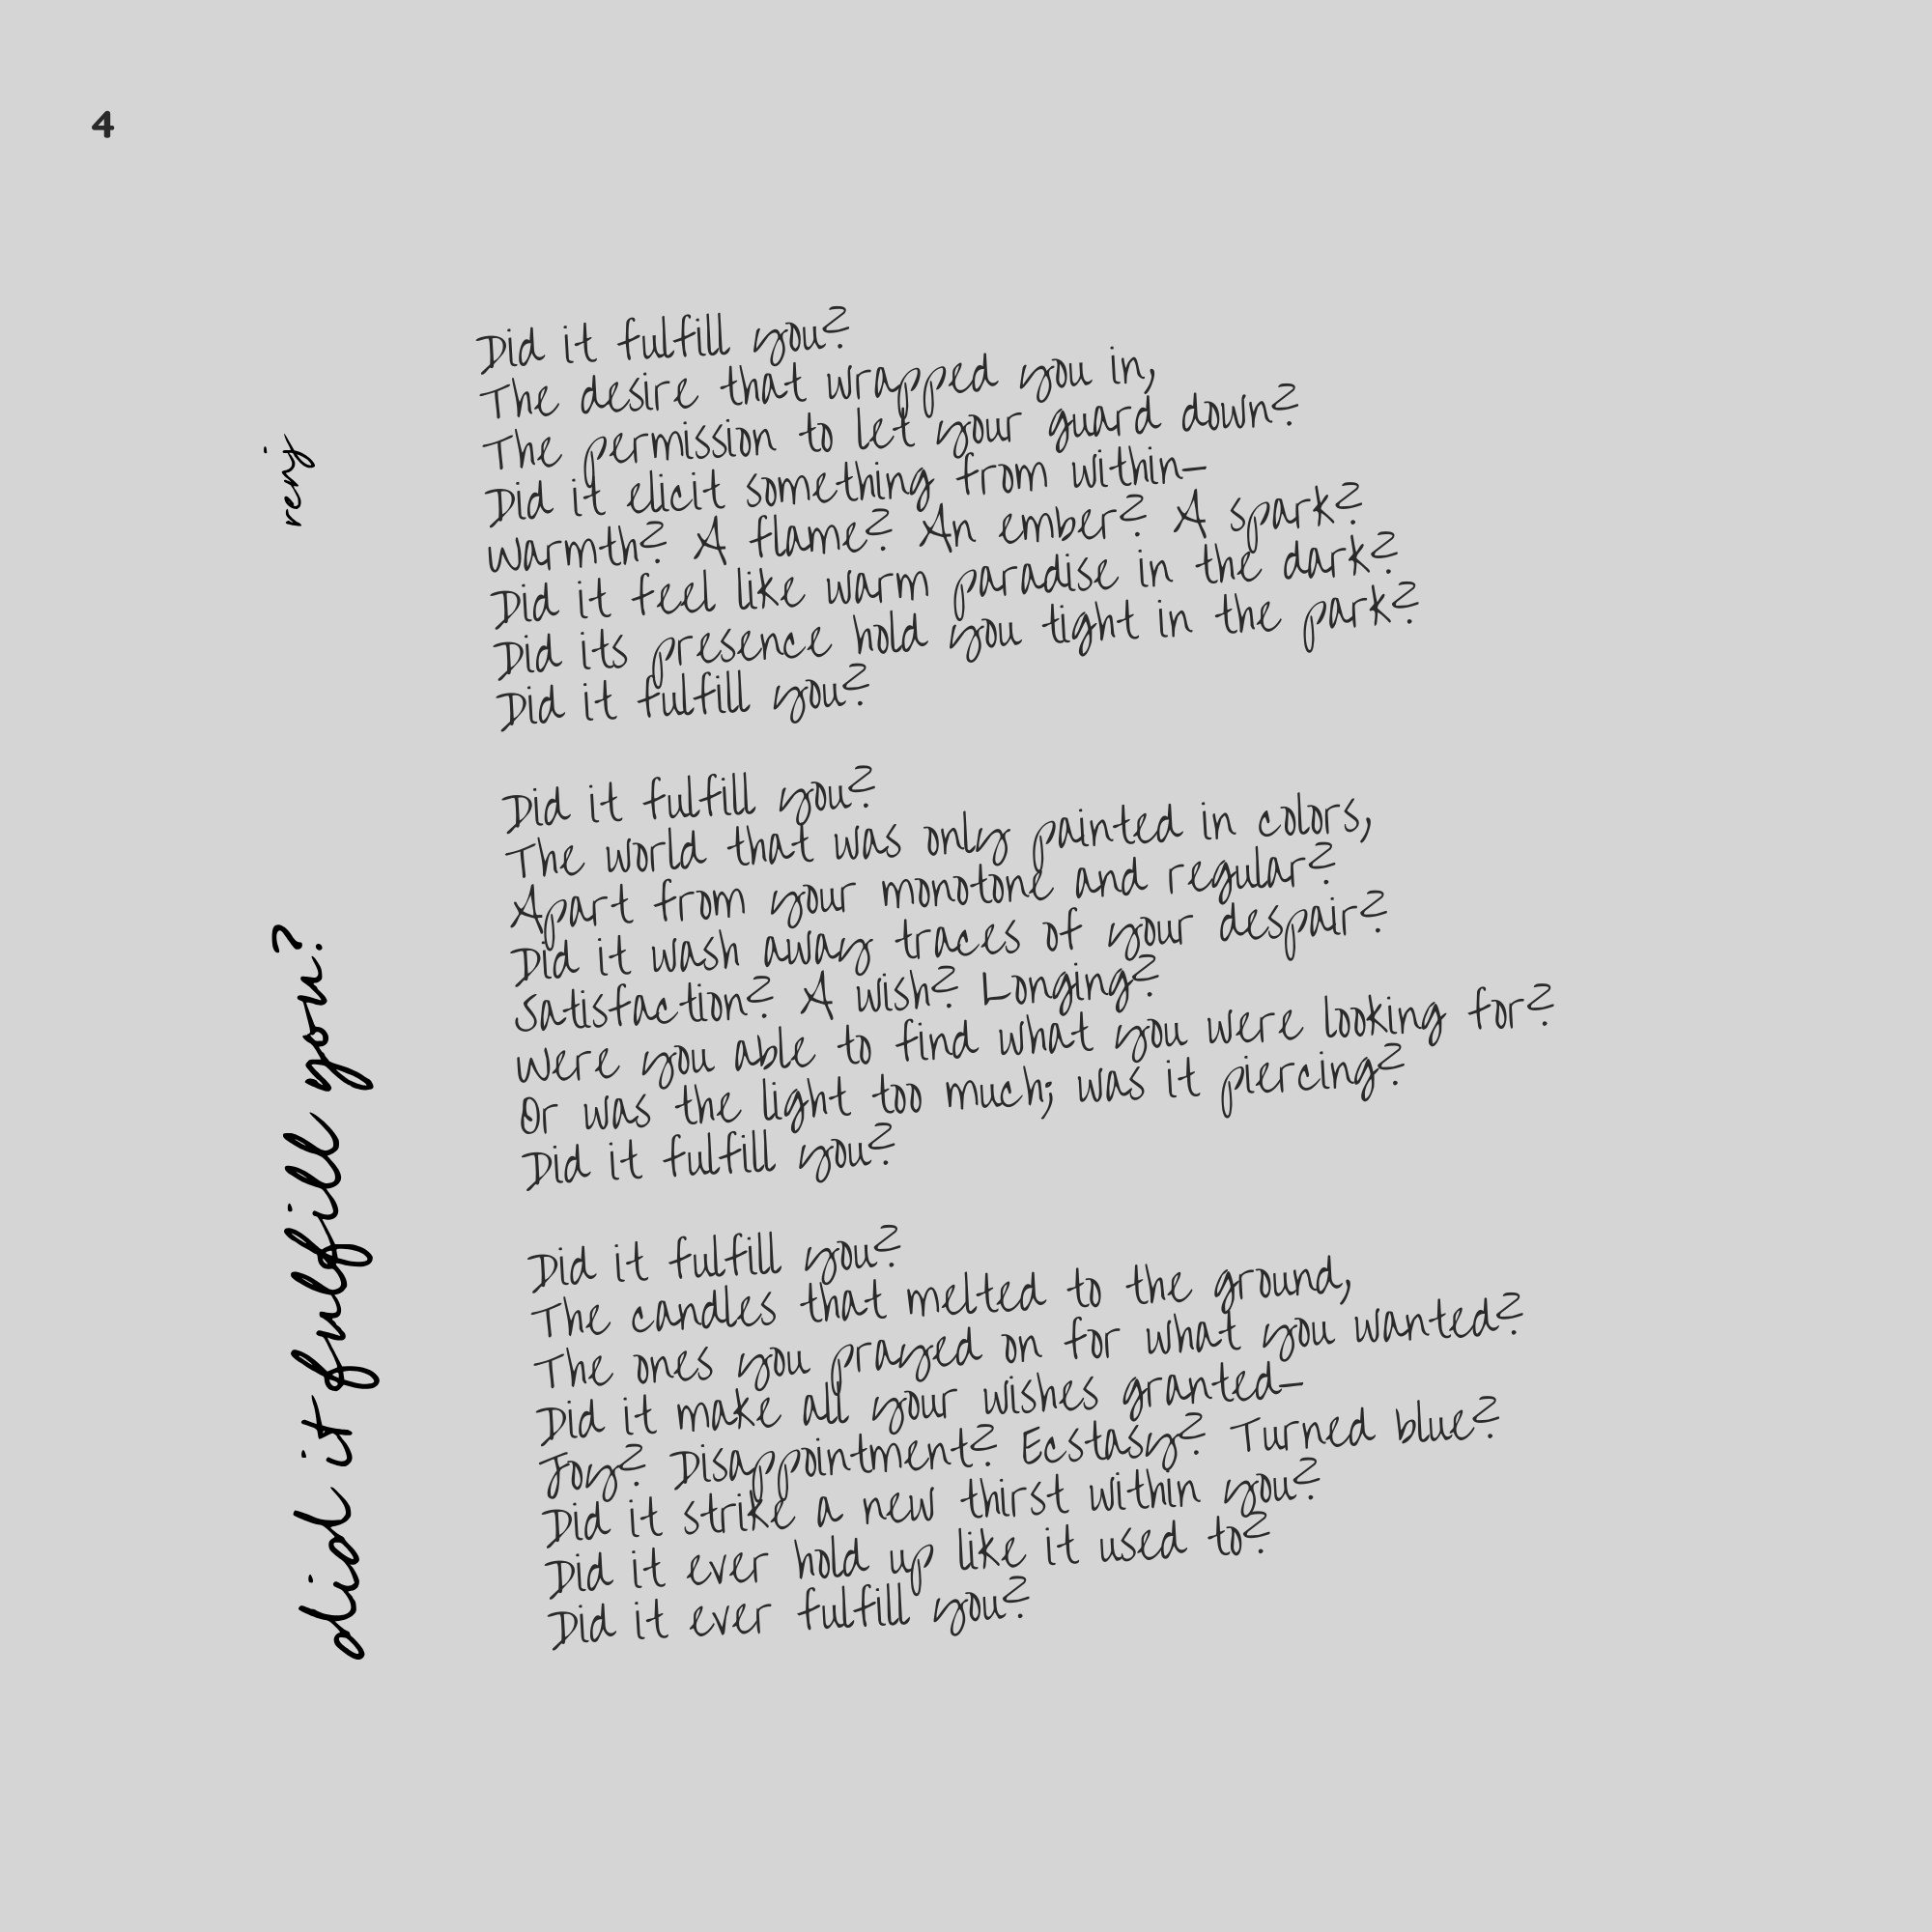 4
did it fulfill you?
Did it fulfill you?
The desire that wrapped you in,
The permission to let your guard down?
Did it elicit something from within-
Warmth? A flame? An ember? A spark?
Did it feel like warm paradise in the dark?
Did its presence hold you tight in the park?
Did it fulfill you?
Did it fulfill you?
The world that was only painted in colors,
Apart from your monotone and regular?
Did it wash away traces of your despair?
Satisfaction? A wish? Longing?
Were you able to find what you were looking for?
Or was the light too much; was it piercing?
Did it fulfill you?
Did it fulfill you?
The candles that melted to the ground,
The ones you prayed on for what you wanted?
Did it make all your wishes granted-
Joy? Disappointment? Ecstasy? Turned blue?
Did it strike a new thirst within you?
Did it ever hold up like it used to?
Did it ever fulfill you?